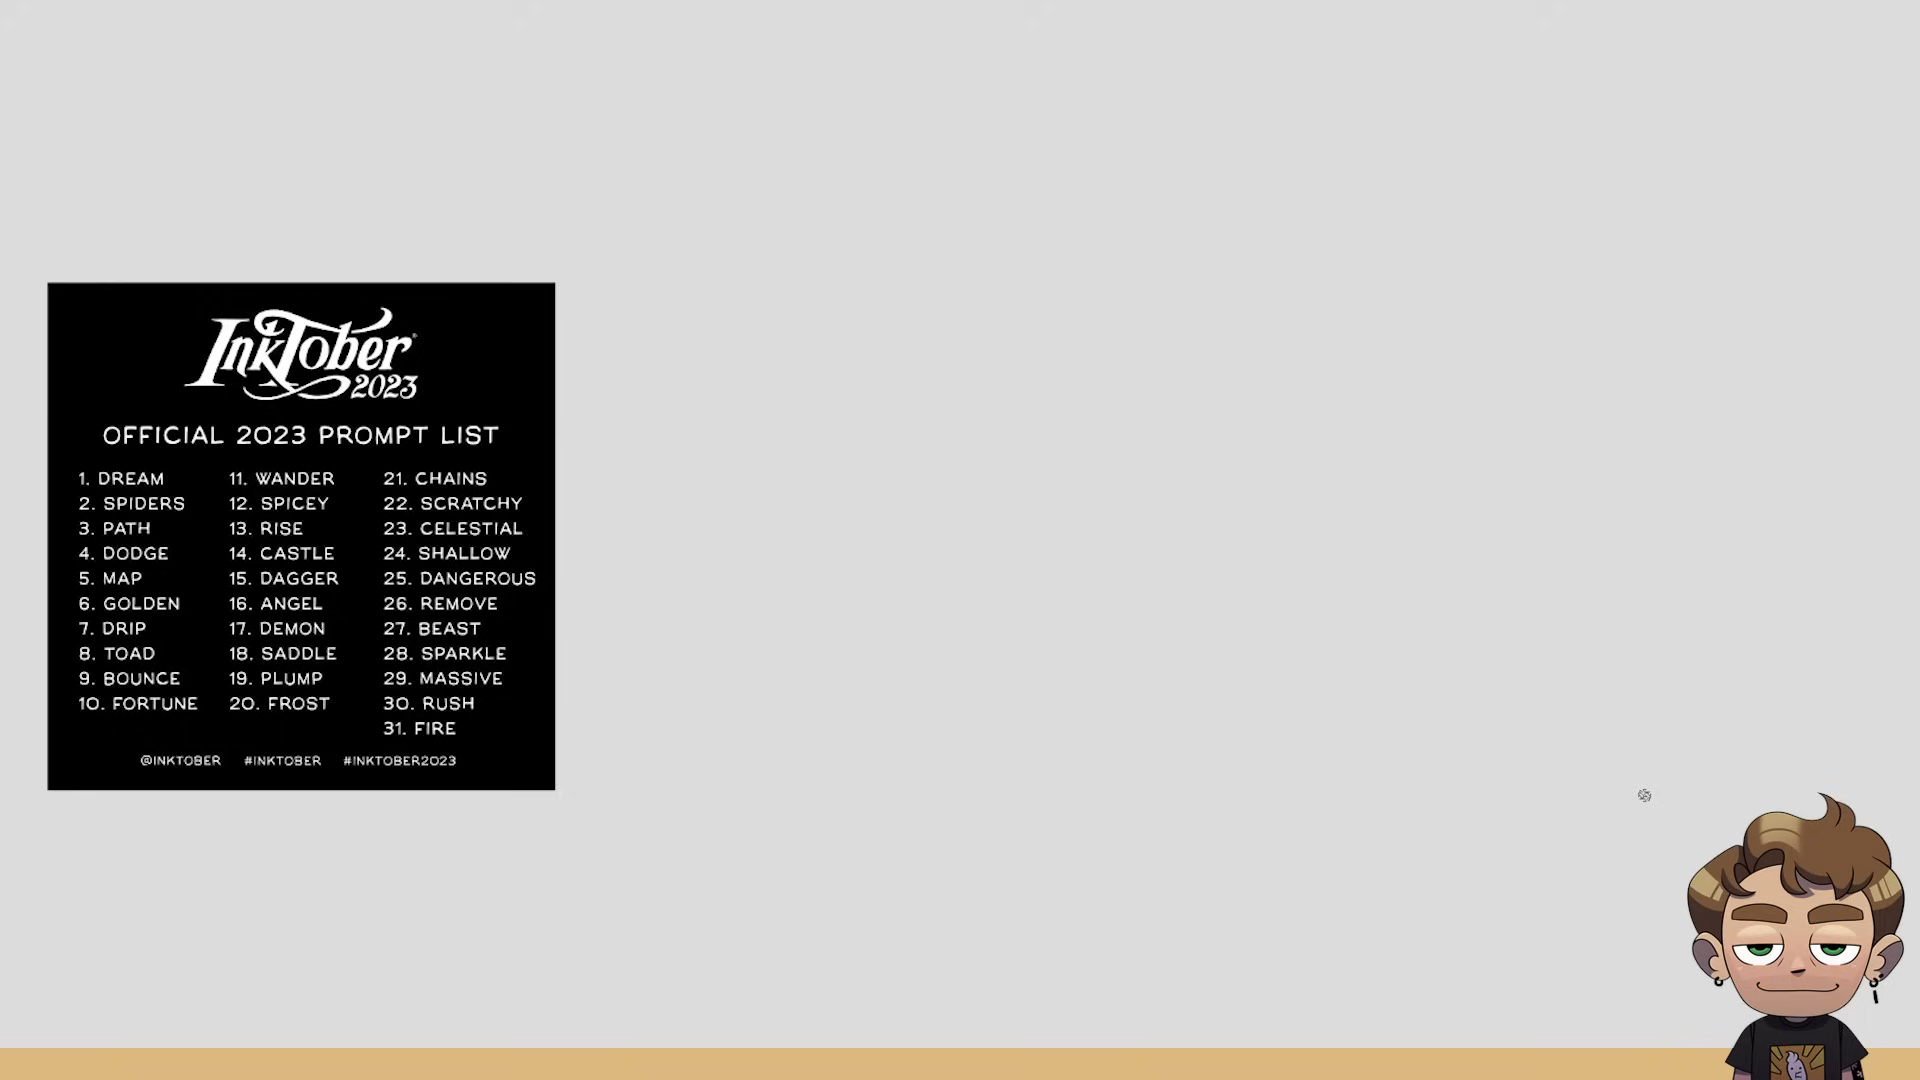 InkTober
2023
OFFICIAL 2023 PROMPT LIST
1. DREAM
2. SPIDERS
3. PATH
4. DODGE
5. MAP
6. GOLDEN
7. DRIP
8. TOAD
9. BOUNCE
10. FORTUNE
11. WANDER
12. SPICEY
13. RISE
14. CASTLE
15. DAGGER
16. ANGEL
17. DEMON
18. SADDLE
19. PLUMP
20. FROST
21. CHAINS
22. SCRATCHY
23. CELESTIAL
24. SHALLOW
25. DANGEROUS
26. REMOVE
27. BEAST
28. SPARKLE
29. MASSIVE
30. RUSH
31. FIRE
@INKTOBER #INKTOBER #INKTOBER2023